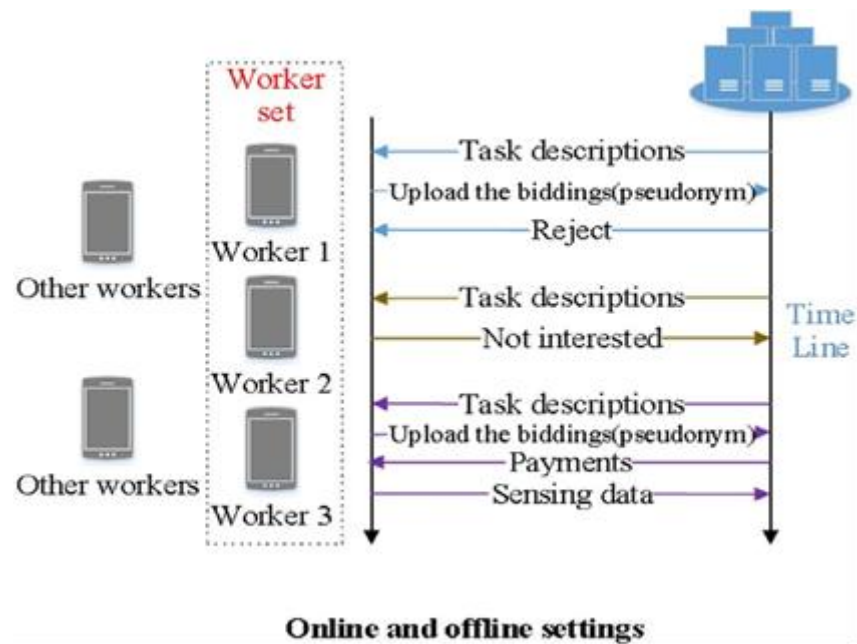 Worker
set
Worker 1
Other workers
Worker 2
Other workers
Worker 3
Task descriptions
Upload the biddings(pseudonym)
Reject
Task descriptions
Not interested
Task descriptions
Upload the biddings(pseudonym)
Payments
Sensing data
Time
Line
Online and offline settings